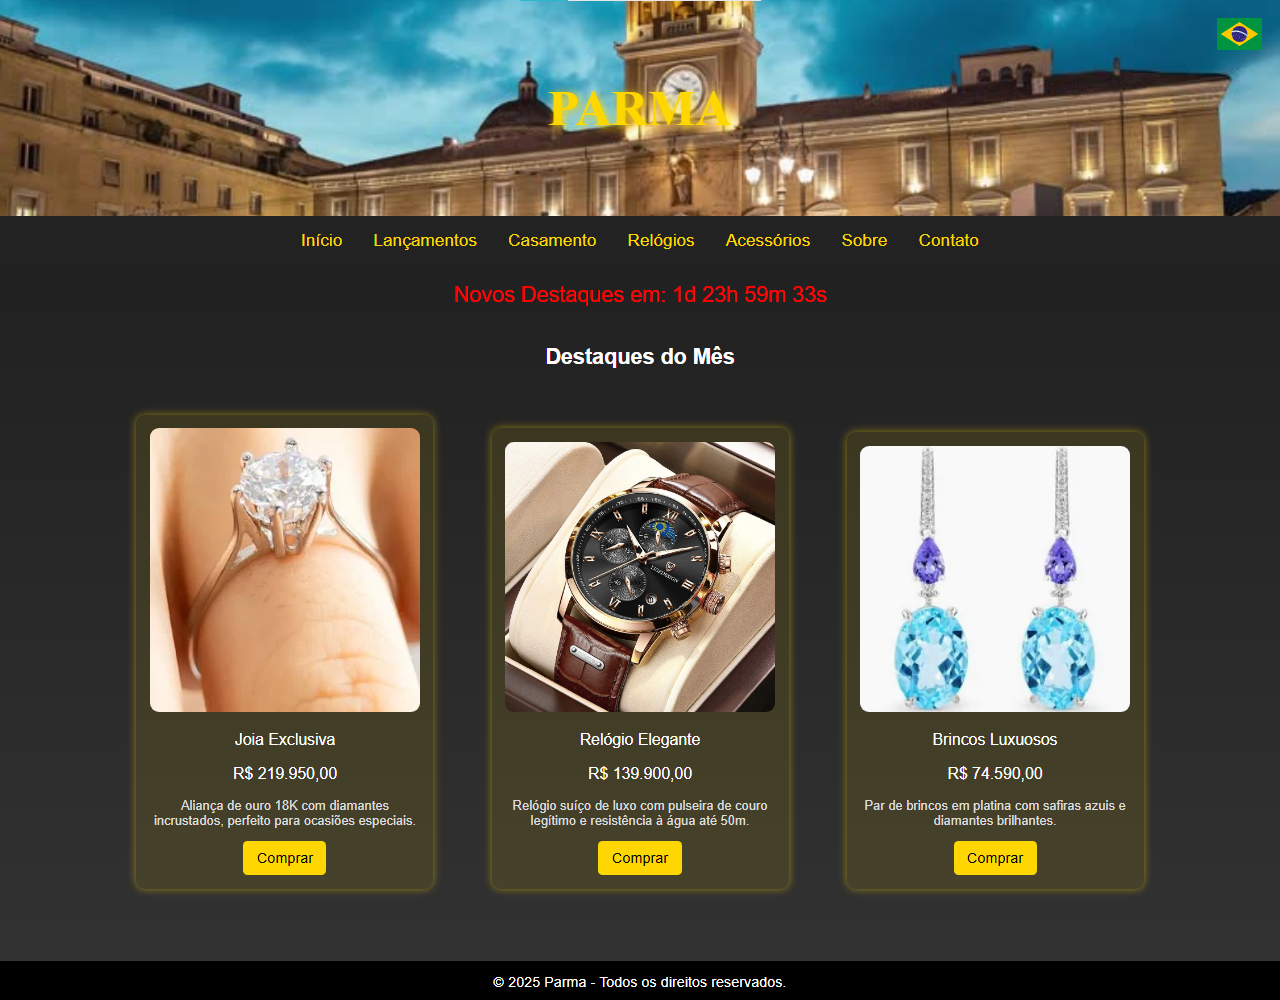 PARMA
Início Lançamentos Casamento Relógios Acessórios Sobre Contato
Novos Destaques em: 1d 23h 59m 33s
Destaques do Mês
Joia Exclusiva
R$ 219.950,00
Aliança de ouro 18K com diamantes
incrustados, perfeito para ocasiões especiais.
Comprar
Relógio Elegante
R$ 139.900,00
Relógio suíço de luxo com pulseira de couro
legítimo e resistência à água até 50m.
Comprar
Brincos Luxuosos
R$ 74.590,00
Par de brincos em platina com safiras azuis e
diamantes brilhantes.
Comprar
© 2025 Parma - Todos os direitos reservados.